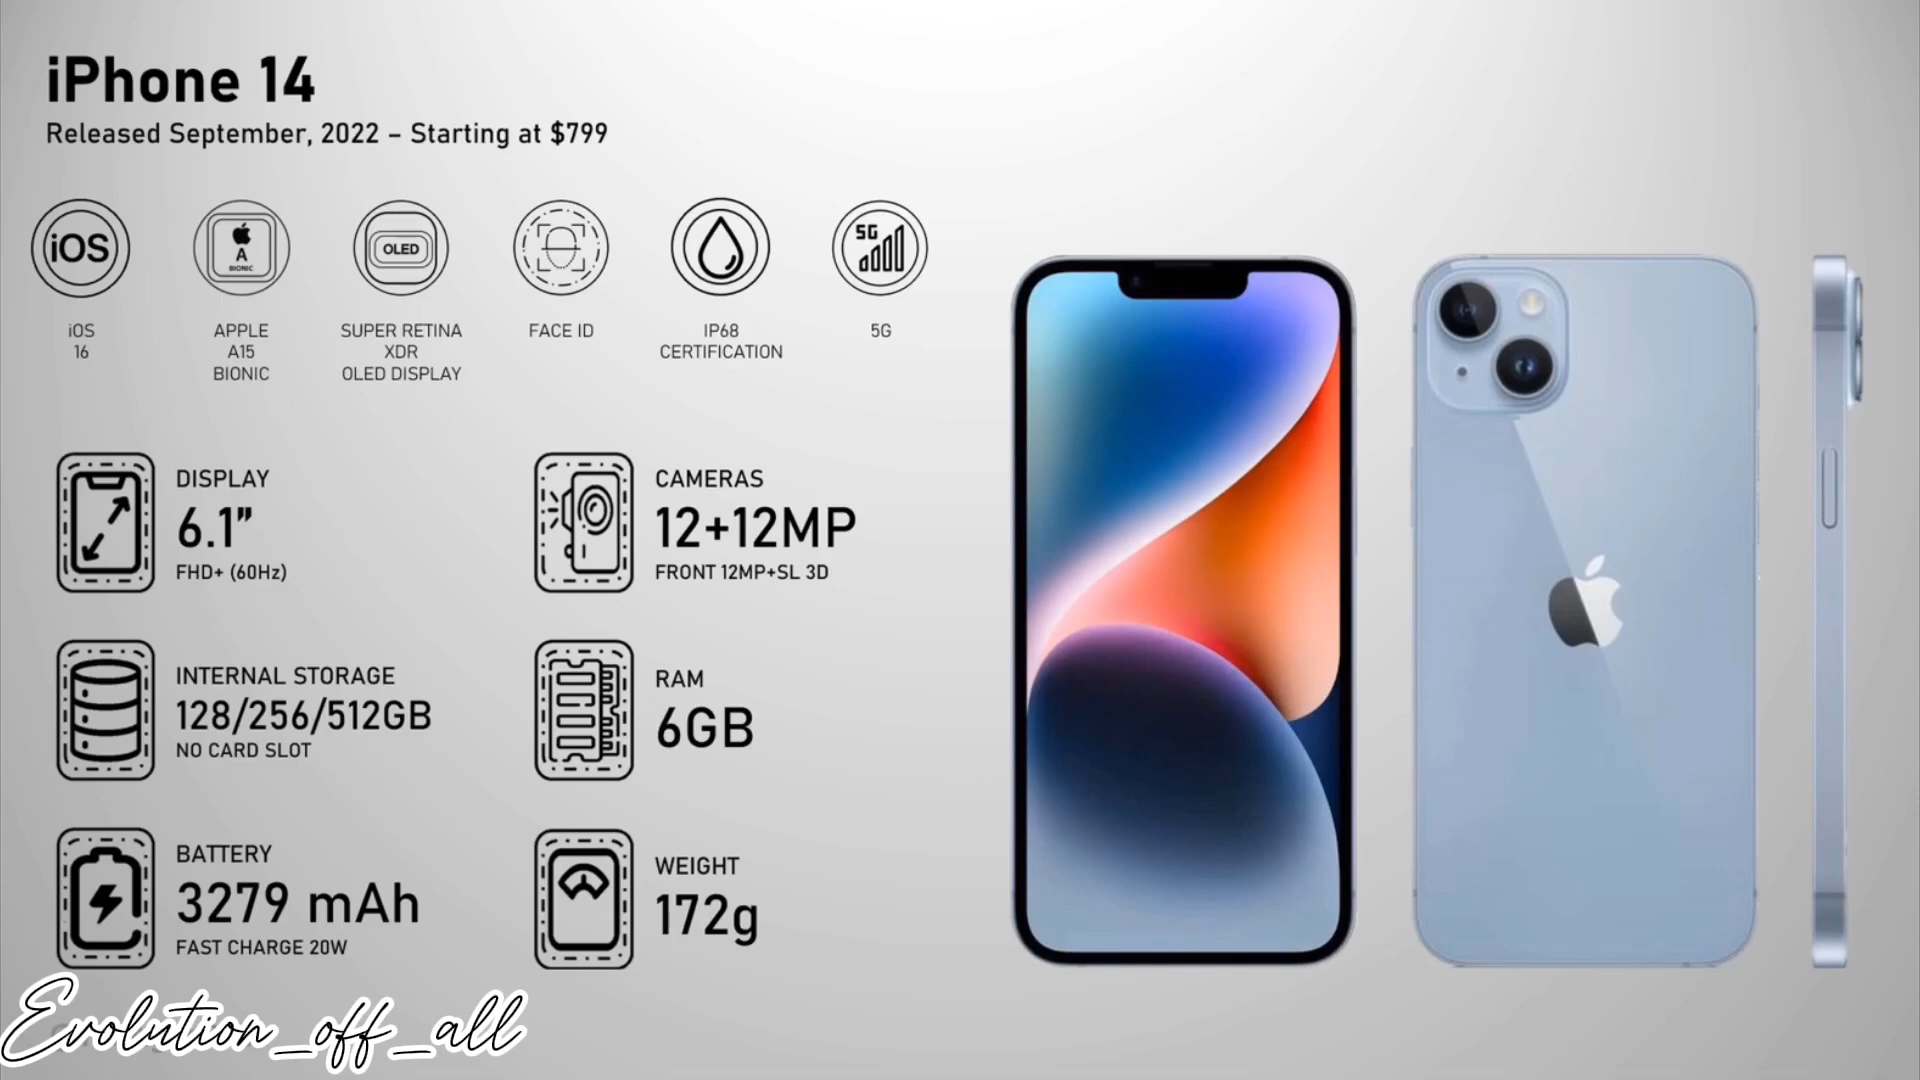 iPhone 14
Released September, 2022 – Starting at $799
iOS
A
BIONIC
OLED
5G
iOS
16
APPLE
A15
BIONIC
SUPER RETINA
XDR
OLED DISPLAY
FACE ID
IP68
CERTIFICATION
5G
DISPLAY
6.1”
FHD+ (60Hz)
CAMERAS
12+12MP
FRONT 12MP+SL 3D
INTERNAL STORAGE
128/256/512GB
NO CARD SLOT
RAM
6GB
BATTERY
3279 mAh
FAST CHARGE 20W
WEIGHT
172g
Evolution_off_all